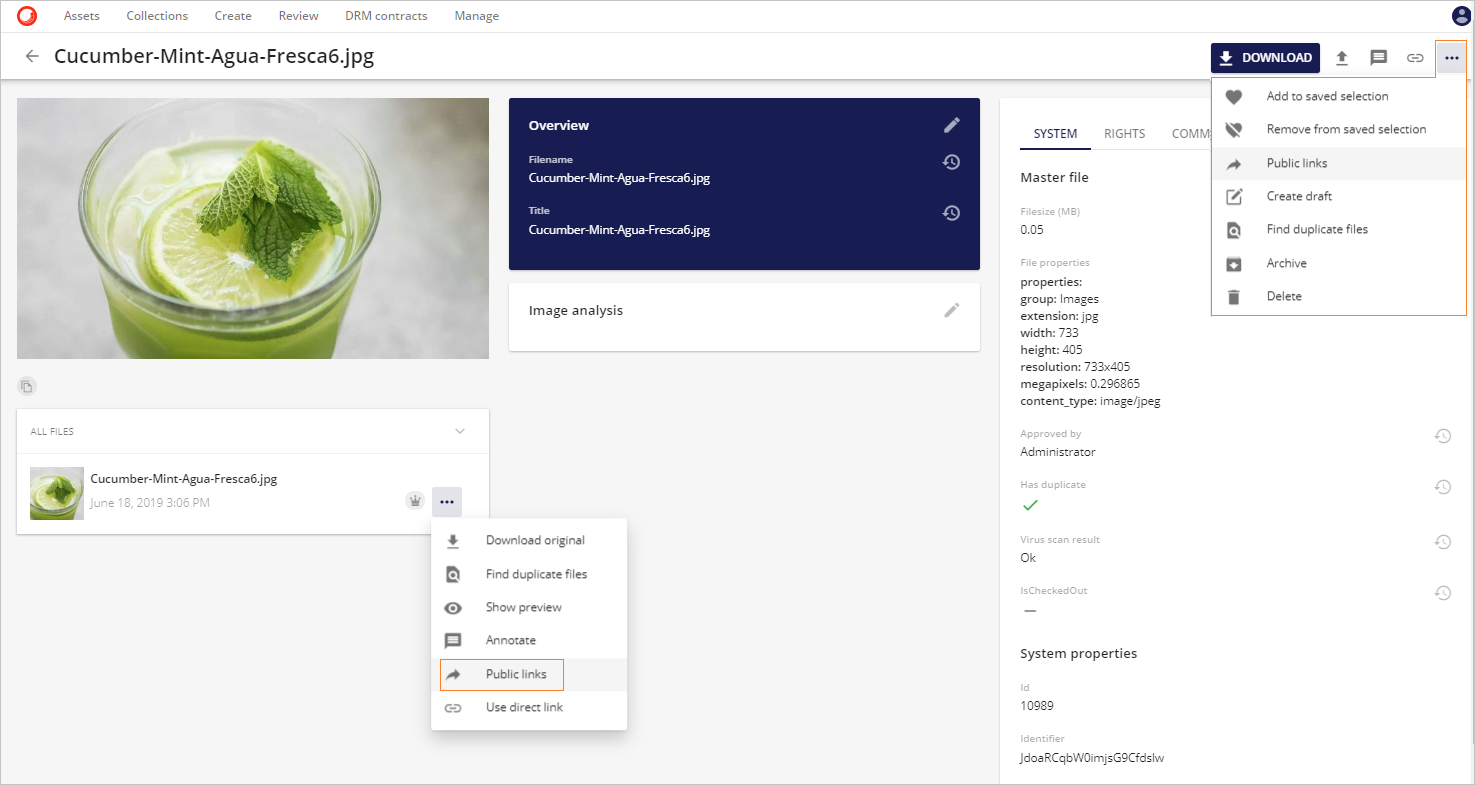 Assets Collections Create Review DRM contracts Manage
Cucumber-Mint-Agua-Fresca6.jpg
DOWNLOAD
Add to saved selection
Remove from saved selection
Public links
Create draft
Find duplicate files
Archive
Delete
Overview
Filename
Cucumber-Mint-Agua-Fresca6.jpg
Title
Cucumber-Mint-Agua-Fresca6.jpg
Image analysis
ALL FILES
Cucumber-Mint-Agua-Fresca6.jpg
June 18, 2019 3:06 PM
Download original
Find duplicate files
Show preview
Annotate
Public links
Use direct link
SYSTEM RIGHTS COMM
Master file
Filesize (MB)
0.05
File properties
properties:
group: Images
extension: jpg
width: 733
height: 405
resolution: 733x405
megapixels: 0.296865
content_type: image/jpeg
Approved by
Administrator
Has duplicate
Virus scan result
Ok
IsCheckedOut
—
System properties
Id
10989
Identifier
JdoaRCqbW0imjsG9Cfdslw